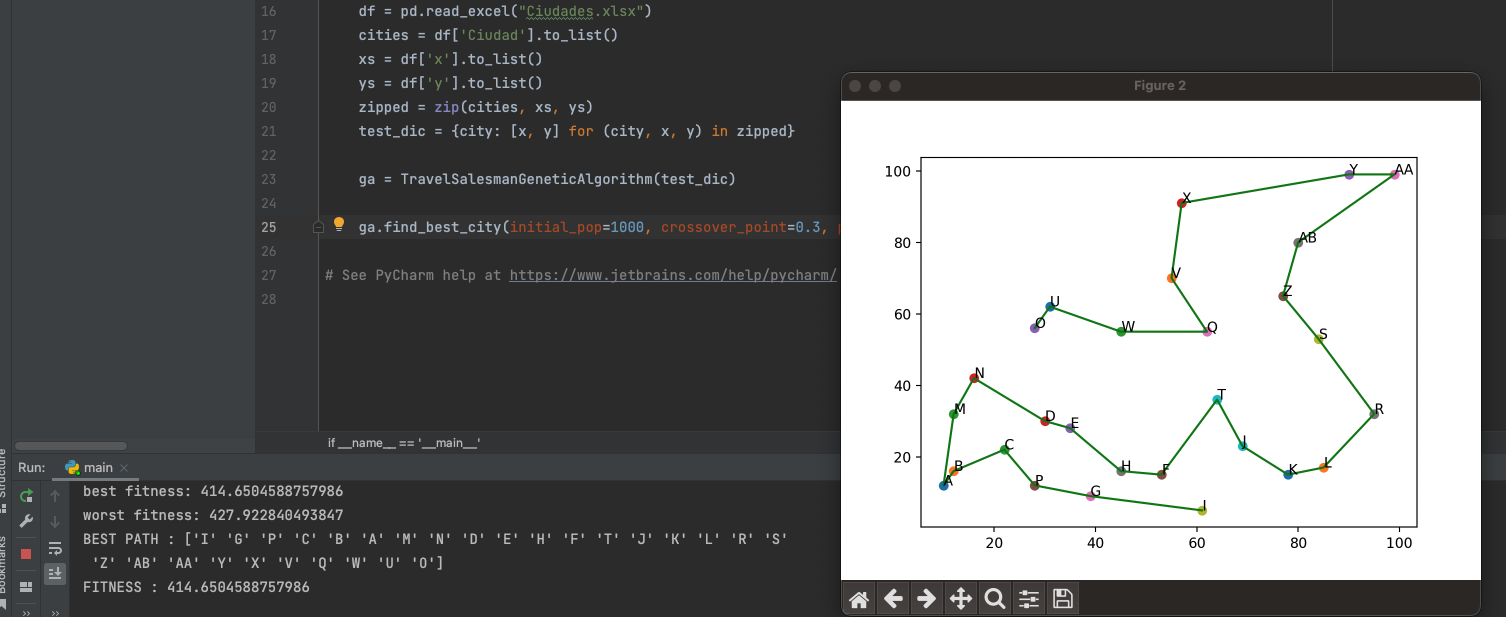 16 df = pd.read_excel("Ciudades.xlsx")
17 cities = df['Ciudad'].to_list()
18 xs = df['x'].to_list()
19 ys = df['y'].to_list()
20 zipped = zip(cities, xs, ys)
21 test_dic = {city: [x, y] for (city, x, y) in zipped}
22
23 ga = TravelSalesmanGeneticAlgorithm(test_dic)
24
25 ga.find_best_city(initial_pop=1000, crossover_point=0.3,
26
27 # See PyCharm help at https://www.jetbrains.com/help/pycharm/
28
if __name__ == '__main__'
Structure
Bookmarks
Run: main
best fitness: 414.6504588757986
worst fitness: 427.922840493847
BEST PATH : ['I' 'G' 'P' 'C' 'B' 'A' 'M' 'N' 'D' 'E' 'H' 'F' 'T' 'J' 'K' 'L' 'R' 'S'
'Z' 'AB' 'AA' 'Y' 'X' 'V' 'Q' 'W' 'U' 'O']
FITNESS : 414.6504588757986
Figure 2
100
80
60
40
20
20 40 60 80 100
Y AA
X
AB
V
Z
U
O W Q
S
N
T
M D E R
C J
B H F K L
A P G
I